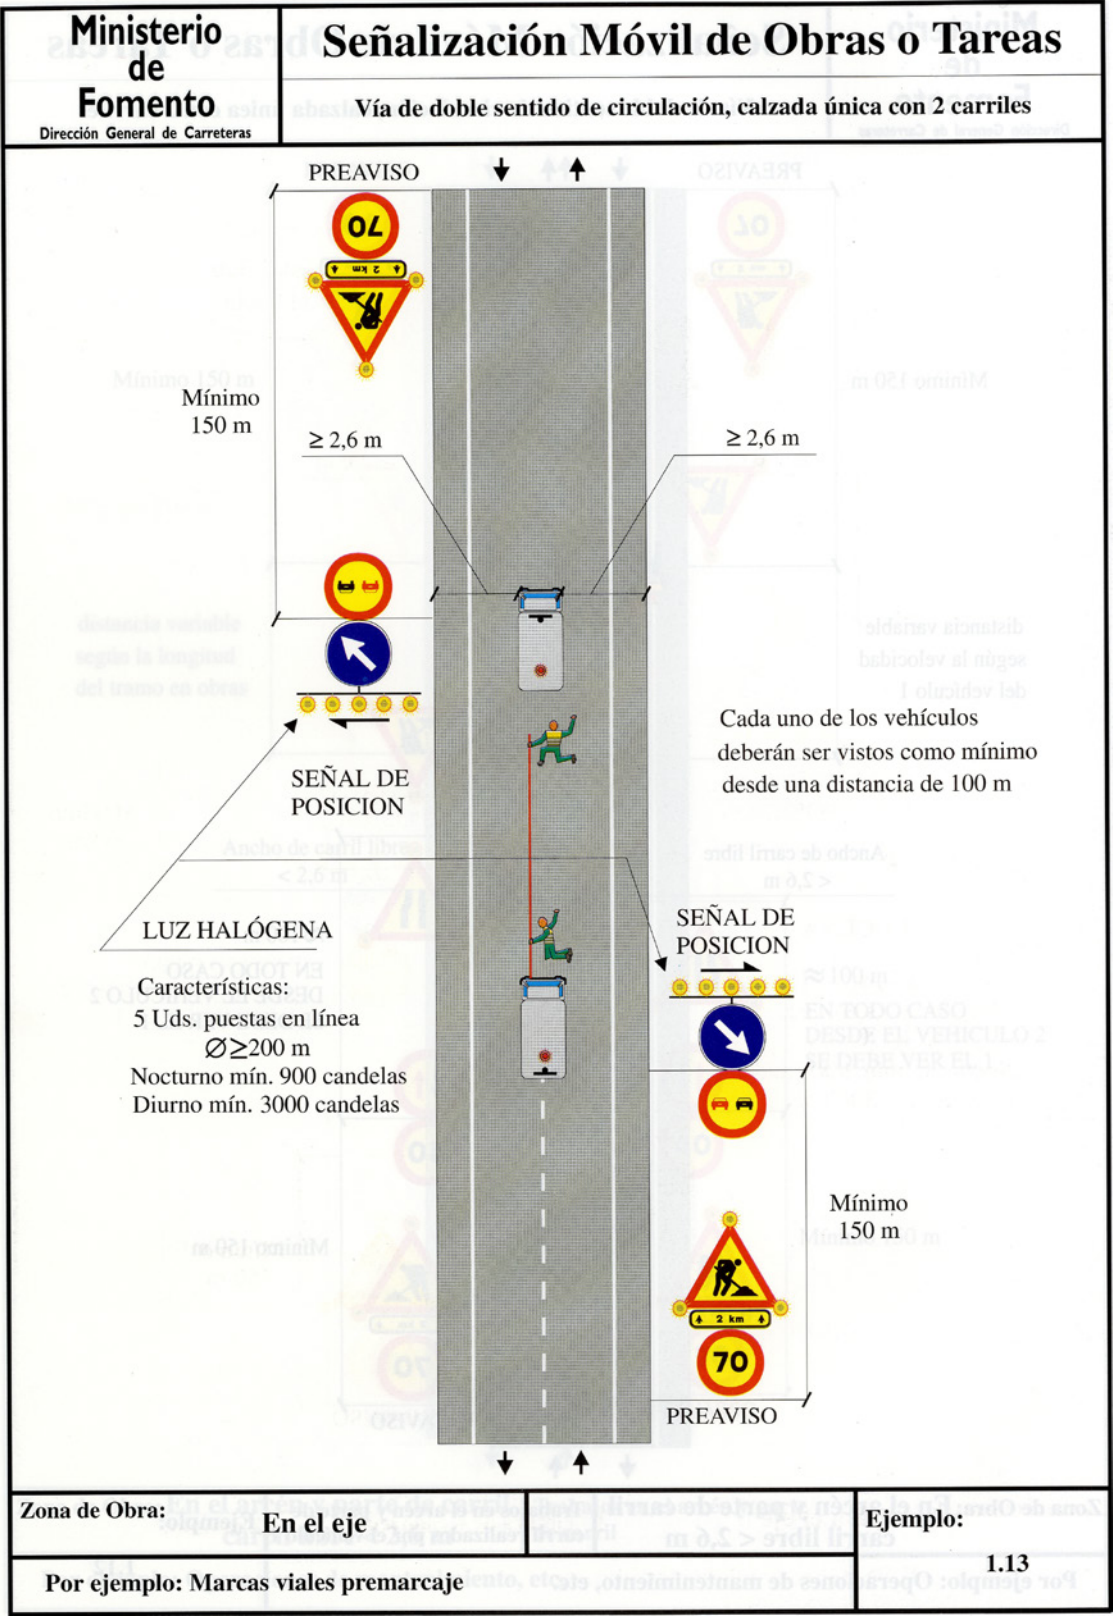 Ministerio
de
Fomento
Dirección General de Carreteras
Señalización Móvil de Obras o Tareas
Vía de doble sentido de circulación, calzada única con 2 carriles
PREAVISO
70
2 km
Mínimo
150 m
≥ 2,6 m
≥ 2,6 m
SEÑAL DE
POSICION
Cada uno de los vehículos
deberán ser vistos como mínimo
desde una distancia de 100 m
LUZ HALÓGENA
Características:
5 Uds. puestas en línea
∅≥200 m
Nocturno mín. 900 candelas
Diurno mín. 3000 candelas
SEÑAL DE
POSICION
Mínimo
150 m
2 km
70
PREAVISO
Zona de Obra:
En el eje
Ejemplo:
1.13
Por ejemplo: Marcas viales premarcaje